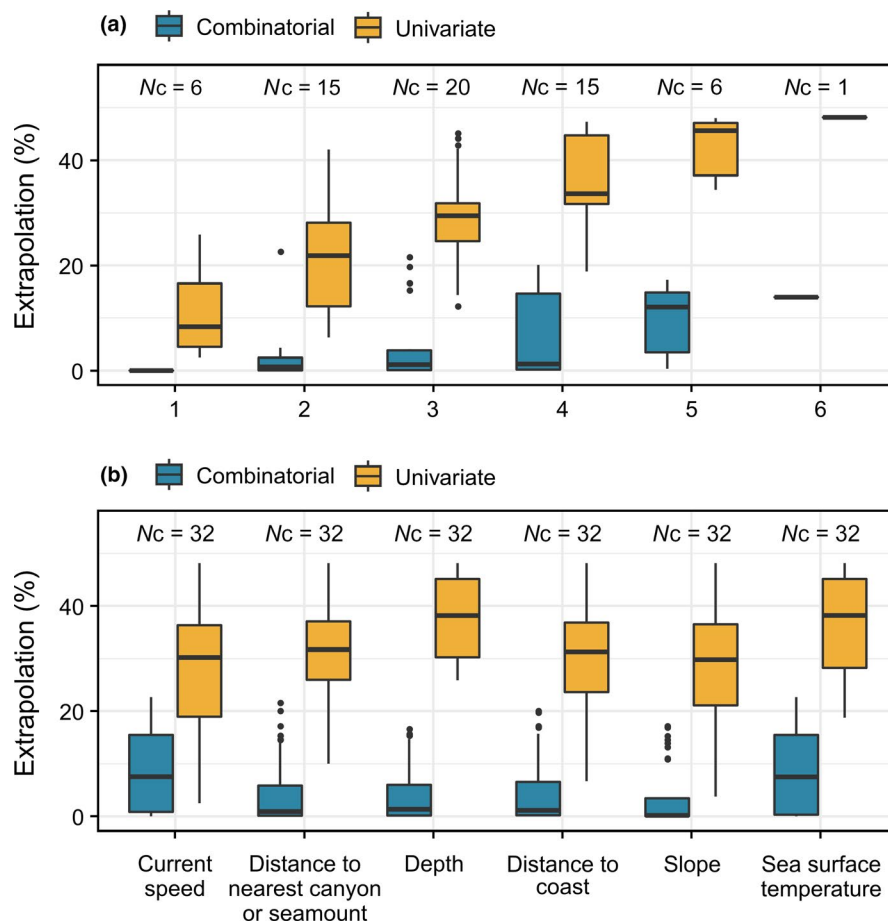 (a) Combinatorial Univariate
Nc = 6 Nc = 15 Nc = 20 Nc = 15 Nc = 6 Nc = 1
Extrapolation (%)
40
20
0
1 2 3 4 5 6
(b) Combinatorial Univariate
Nc = 32 Nc = 32 Nc = 32 Nc = 32 Nc = 32 Nc = 32
Extrapolation (%)
40
20
0
Current
speed
Distance to
nearest canyon
or seamount
Depth
Distance to
coast
Slope
Sea surface
temperature